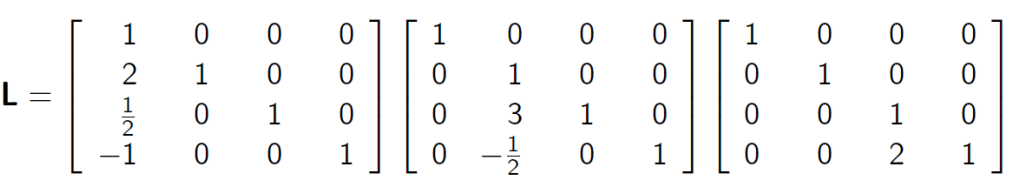 L = [ 1 0 0 0 ] [ 1 0 0 0 ] [ 1 0 0 0 ]
[ 2 1 0 0 ] [ 0 1 0 0 ] [ 0 1 0 0 ]
[ 1/2 0 1 0 ] [ 0 3 1 0 ] [ 0 0 1 0 ]
[ −1 0 0 1 ] [ 0 −1/2 0 1 ] [ 0 0 2 1 ]